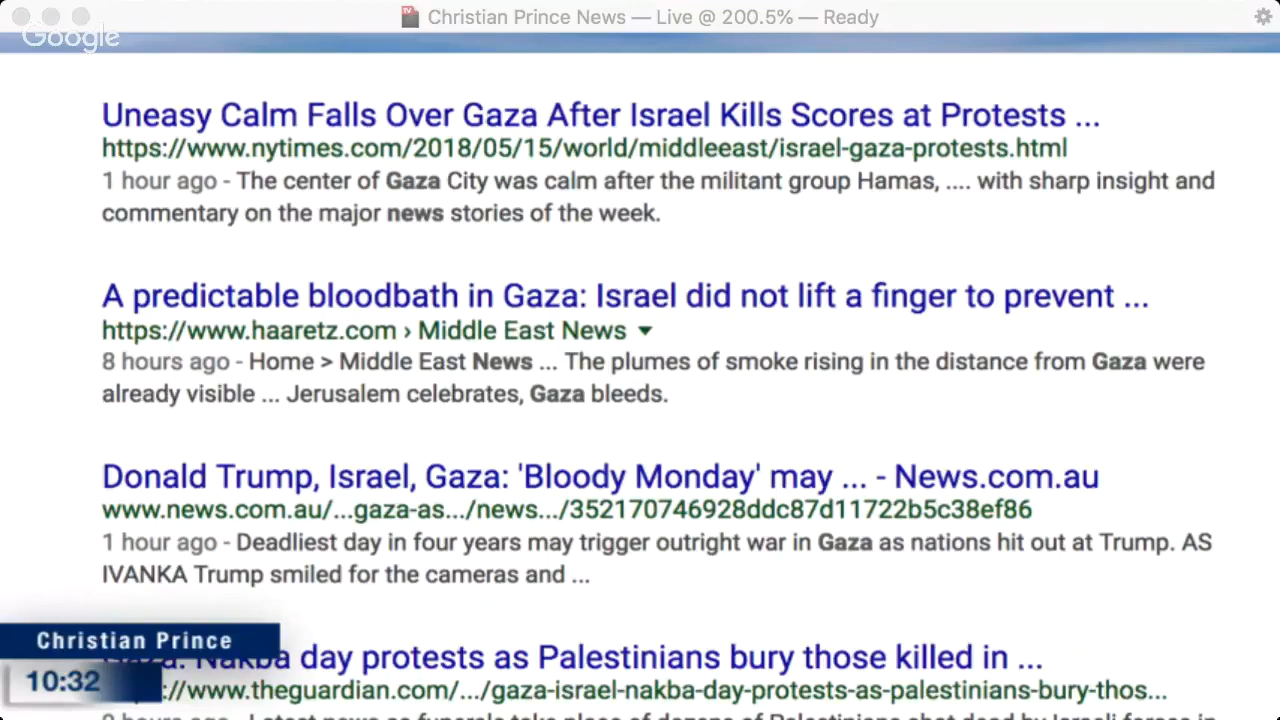 Christian Prince News — Live @ 200.5% — Ready
Google
Uneasy Calm Falls Over Gaza After Israel Kills Scores at Protests ...
https://www.nytimes.com/2018/05/15/world/middleeast/israel-gaza-protests.html
1 hour ago - The center of Gaza City was calm after the militant group Hamas, .... with sharp insight and
commentary on the major news stories of the week.
A predictable bloodbath in Gaza: Israel did not lift a finger to prevent ...
https://www.haaretz.com › Middle East News
8 hours ago - Home > Middle East News ... The plumes of smoke rising in the distance from Gaza were
already visible ... Jerusalem celebrates, Gaza bleeds.
Donald Trump, Israel, Gaza: 'Bloody Monday' may ... - News.com.au
www.news.com.au/...gaza-as.../news.../352170746928ddc87d11722b5c38ef86
1 hour ago - Deadliest day in four years may trigger outright war in Gaza as nations hit out at Trump. AS
IVANKA Trump smiled for the cameras and ...
Christian Prince
Gaza: Nakba day protests as Palestinians bury those killed in ...
10:32
://www.theguardian.com/.../gaza-israel-nakba-day-protests-as-palestinians-bury-thos...